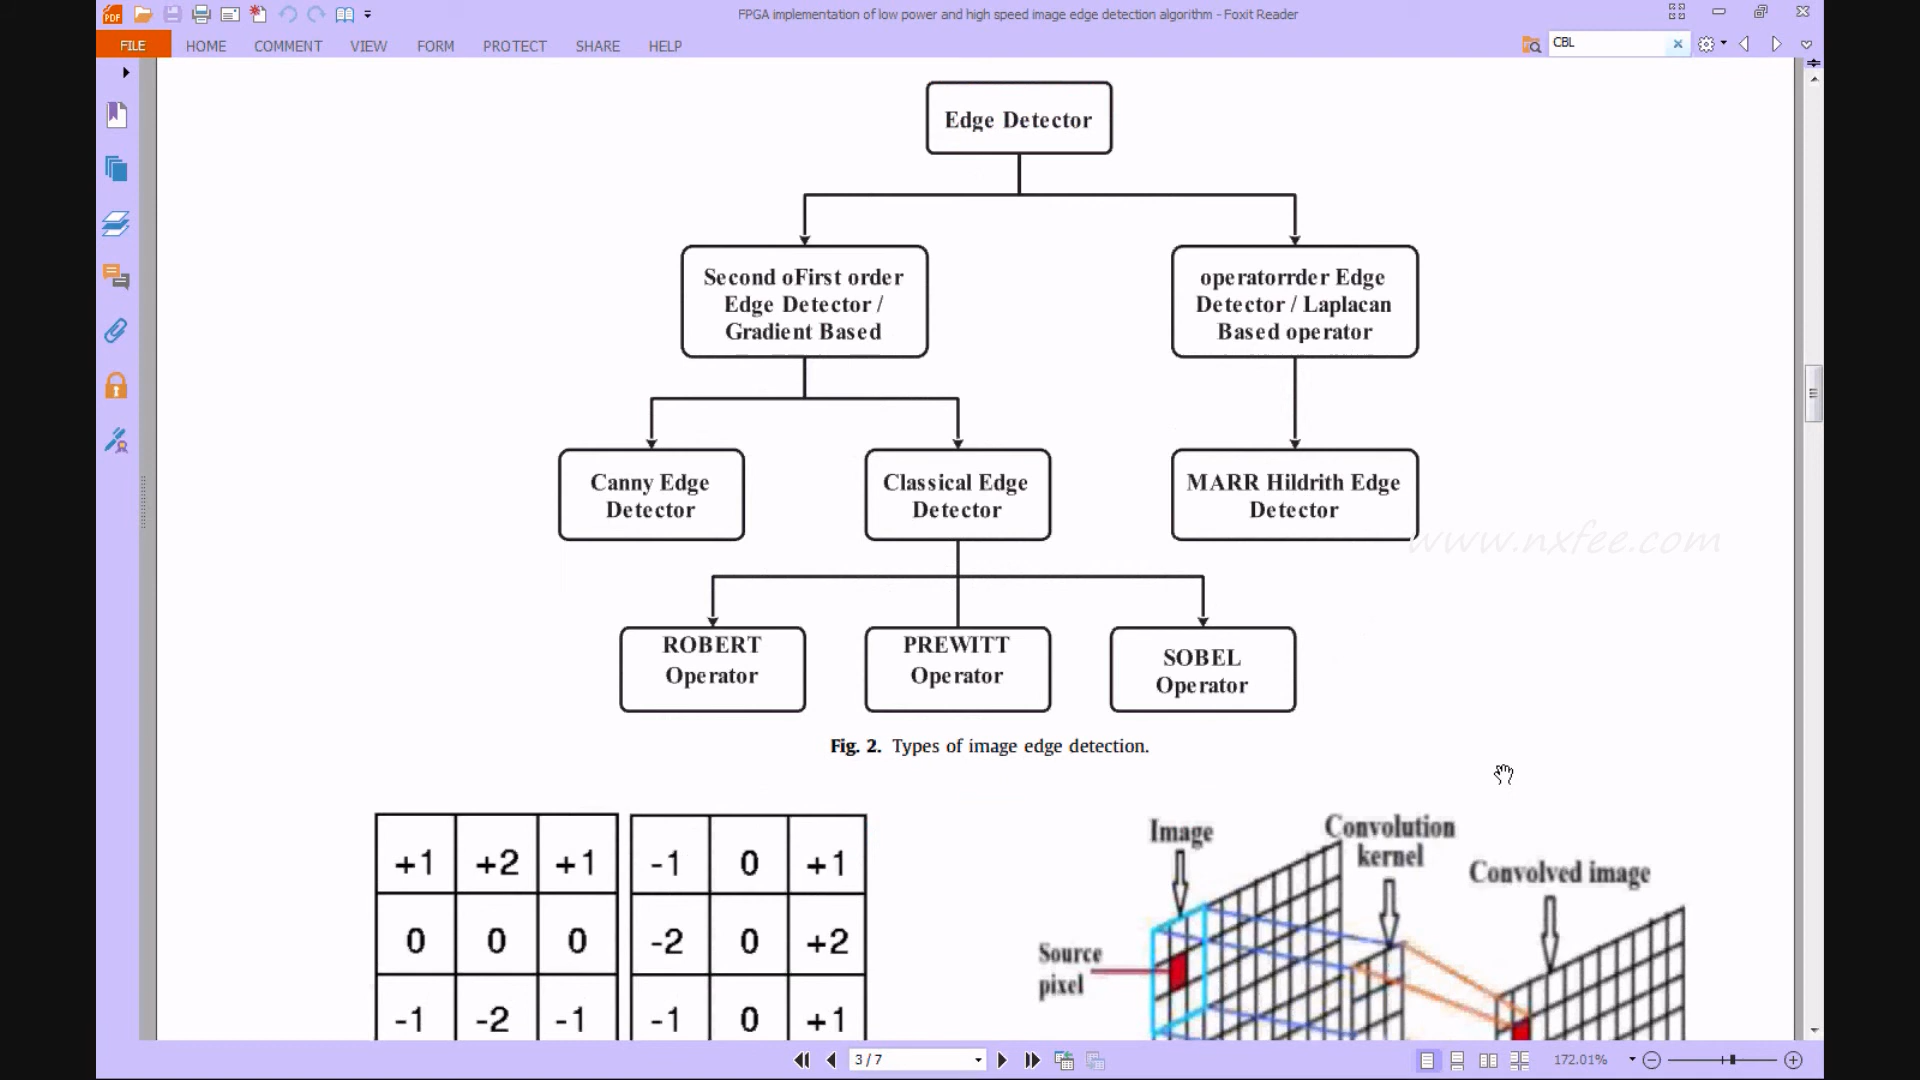 FPGA implementation of low power and high speed image edge detection algorithm - Foxit Reader
FILE HOME COMMENT VIEW FORM PROTECT SHARE HELP
CBL
Edge Detector
Second oFirst order
Edge Detector /
Gradient Based
operatorrder Edge
Detector / Laplacan
Based operator
Canny Edge
Detector
Classical Edge
Detector
MARR Hildrith Edge
Detector
www.nxfee.com
ROBERT
Operator
PREWITT
Operator
SOBEL
Operator
Fig. 2. Types of image edge detection.
+1 +2 +1
0 0 0
-1 -2 -1
-1 0 +1
-2 0 +2
-1 0 +1
Image
Convolution
kernel
Convolved image
Source
pixel
3 / 7
172.01%